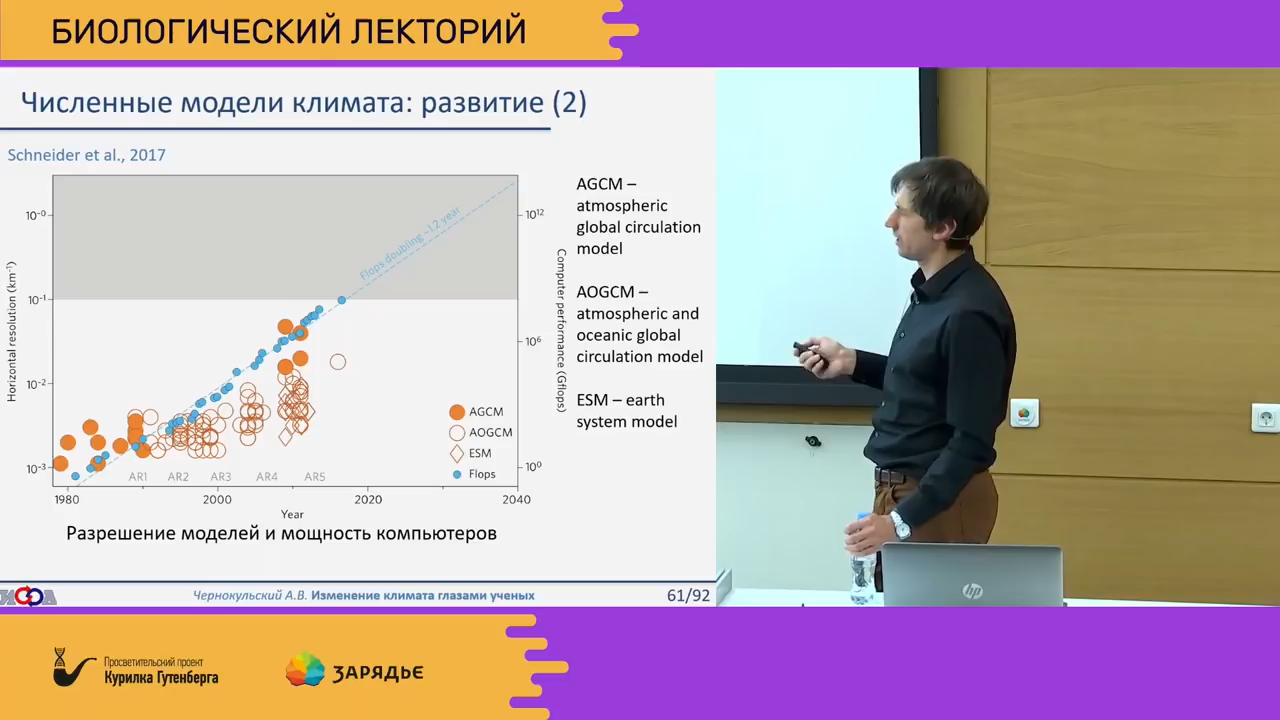 БИОЛОГИЧЕСКИЙ ЛЕКТОРИЙ
Численные модели климата: развитие (2)
Schneider et al., 2017
Horizontal resolution (km⁻¹)
10⁻⁰
10⁻¹
10⁻²
10⁻³
Flops doubling ~1.2 year
10¹²
10⁶
10⁰
Computer performance (Gflops)
AGCM
AOGCM
ESM
Flops
AR1 AR2 AR3 AR4 AR5
1980 2000 2020 2040
Year
Разрешение моделей и мощность компьютеров
AGCM –
atmospheric
global circulation
model
AOGCM –
atmospheric and
oceanic global
circulation model
ESM – earth
system model
ИФА
Чернокульский А.В. Изменение климата глазами ученых
61/92
hp
Просветительский проект
Курилка Гутенберга
ЗАРЯДЬЕ